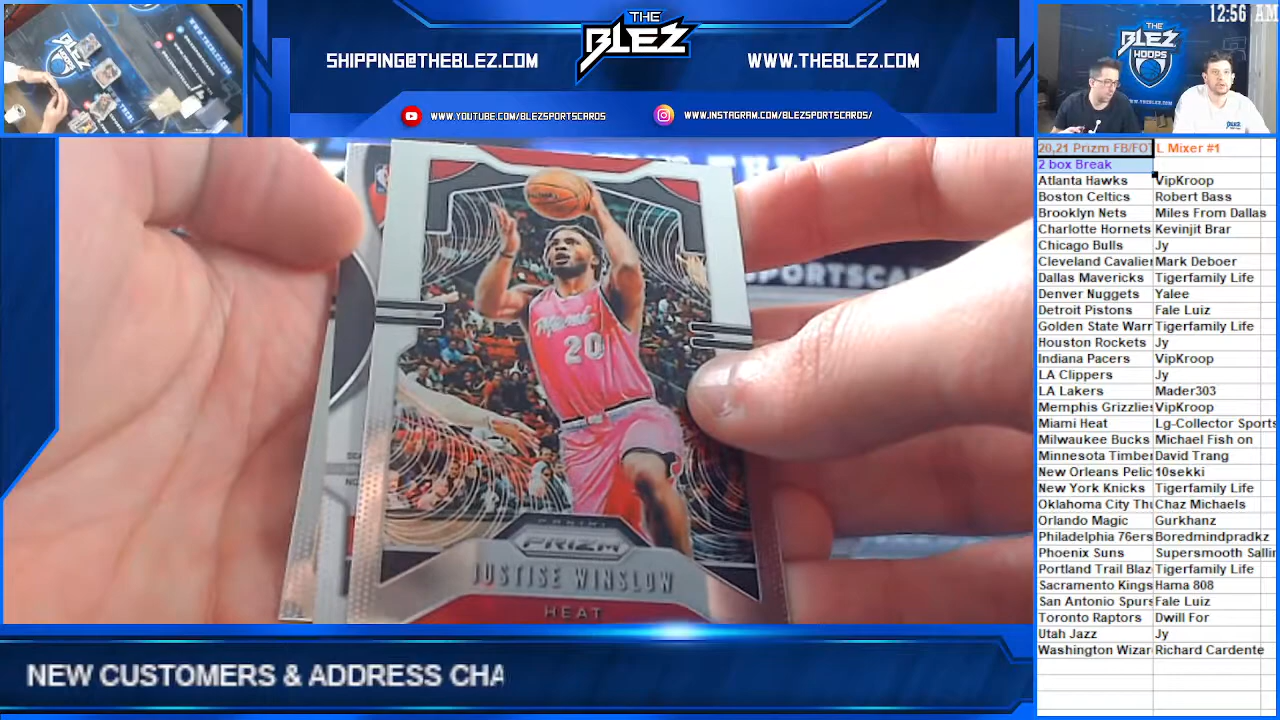 THE
BLEZ
SHIPPING@THEBLEZ.COM
WWW.THEBLEZ.COM
WWW.YOUTUBE.COM/BLEZSPORTSCARDS
WWW.INSTAGRAM.COM/BLEZSPORTSCARDS/
12:56 AM
THE
BLEZ
HOOPS
20,21 Prizm FB/FOT L Mixer #1
2 box Break
Atlanta Hawks VipKroop
Boston Celtics Robert Bass
Brooklyn Nets Miles From Dallas
Charlotte Hornets Kevinjit Brar
Chicago Bulls Jy
Cleveland Cavalier Mark Deboer
Dallas Mavericks Tigerfamily Life
Denver Nuggets Yalee
Detroit Pistons Fale Luiz
Golden State Warr Tigerfamily Life
Houston Rockets Jy
Indiana Pacers VipKroop
LA Clippers Jy
LA Lakers Mader303
Memphis Grizzlies VipKroop
Miami Heat Lg-Collector Sports
Milwaukee Bucks Michael Fish on
Minnesota Timber David Trang
New Orleans Pelic 10sekki
New York Knicks Tigerfamily Life
Oklahoma City Thu Chaz Michaels
Orlando Magic Gurkhanz
Philadelphia 76ers Boredmindpradkz
Phoenix Suns Supersmooth Sallin
Portland Trail Blaz Tigerfamily Life
Sacramento Kings Hama 808
San Antonio Spurs Fale Luiz
Toronto Raptors Dwill For
Utah Jazz Jy
Washington Wizar Richard Cardente
SPORTSCA
Miami
20
PANINI
PRIZM
JUSTISE WINSLOW
HEAT
NEW CUSTOMERS & ADDRESS CHA